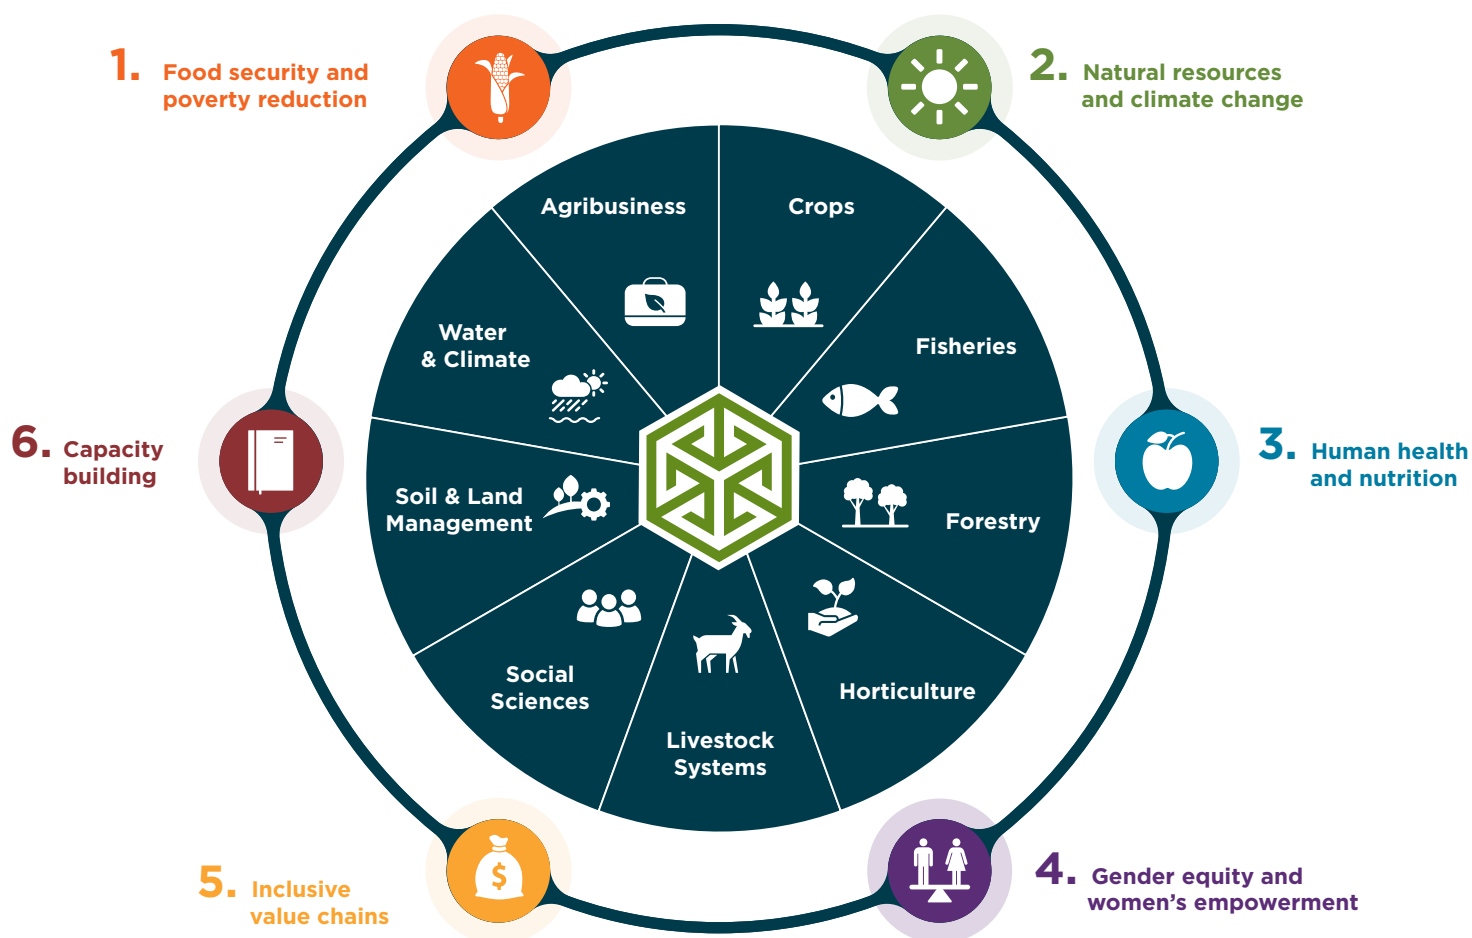 1. Food security and
poverty reduction
2. Natural resources
and climate change
Agribusiness
Crops
Water
& Climate
Fisheries
6. Capacity
building
3. Human health
and nutrition
Soil & Land
Management
Forestry
Social
Sciences
Horticulture
Livestock
Systems
$
5. Inclusive
value chains
4. Gender equity and
women’s empowerment